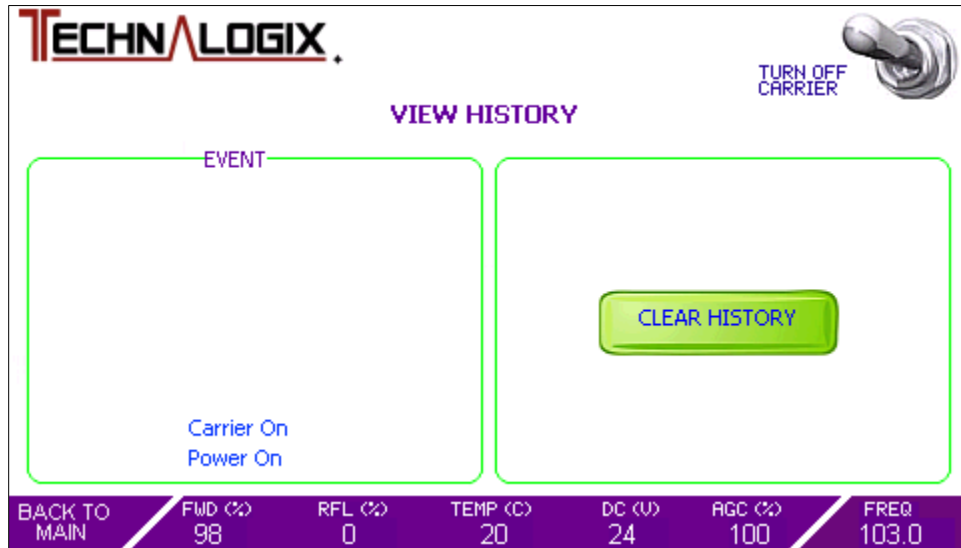 TECHNALOGIX.
TURN OFF
CARRIER
VIEW HISTORY
EVENT
CLEAR HISTORY
Carrier On
Power On
BACK TO
MAIN
FWD (%)
98
RFL (%)
0
TEMP (C)
20
DC (V)
24
AGC (%)
100
FREQ
103.0